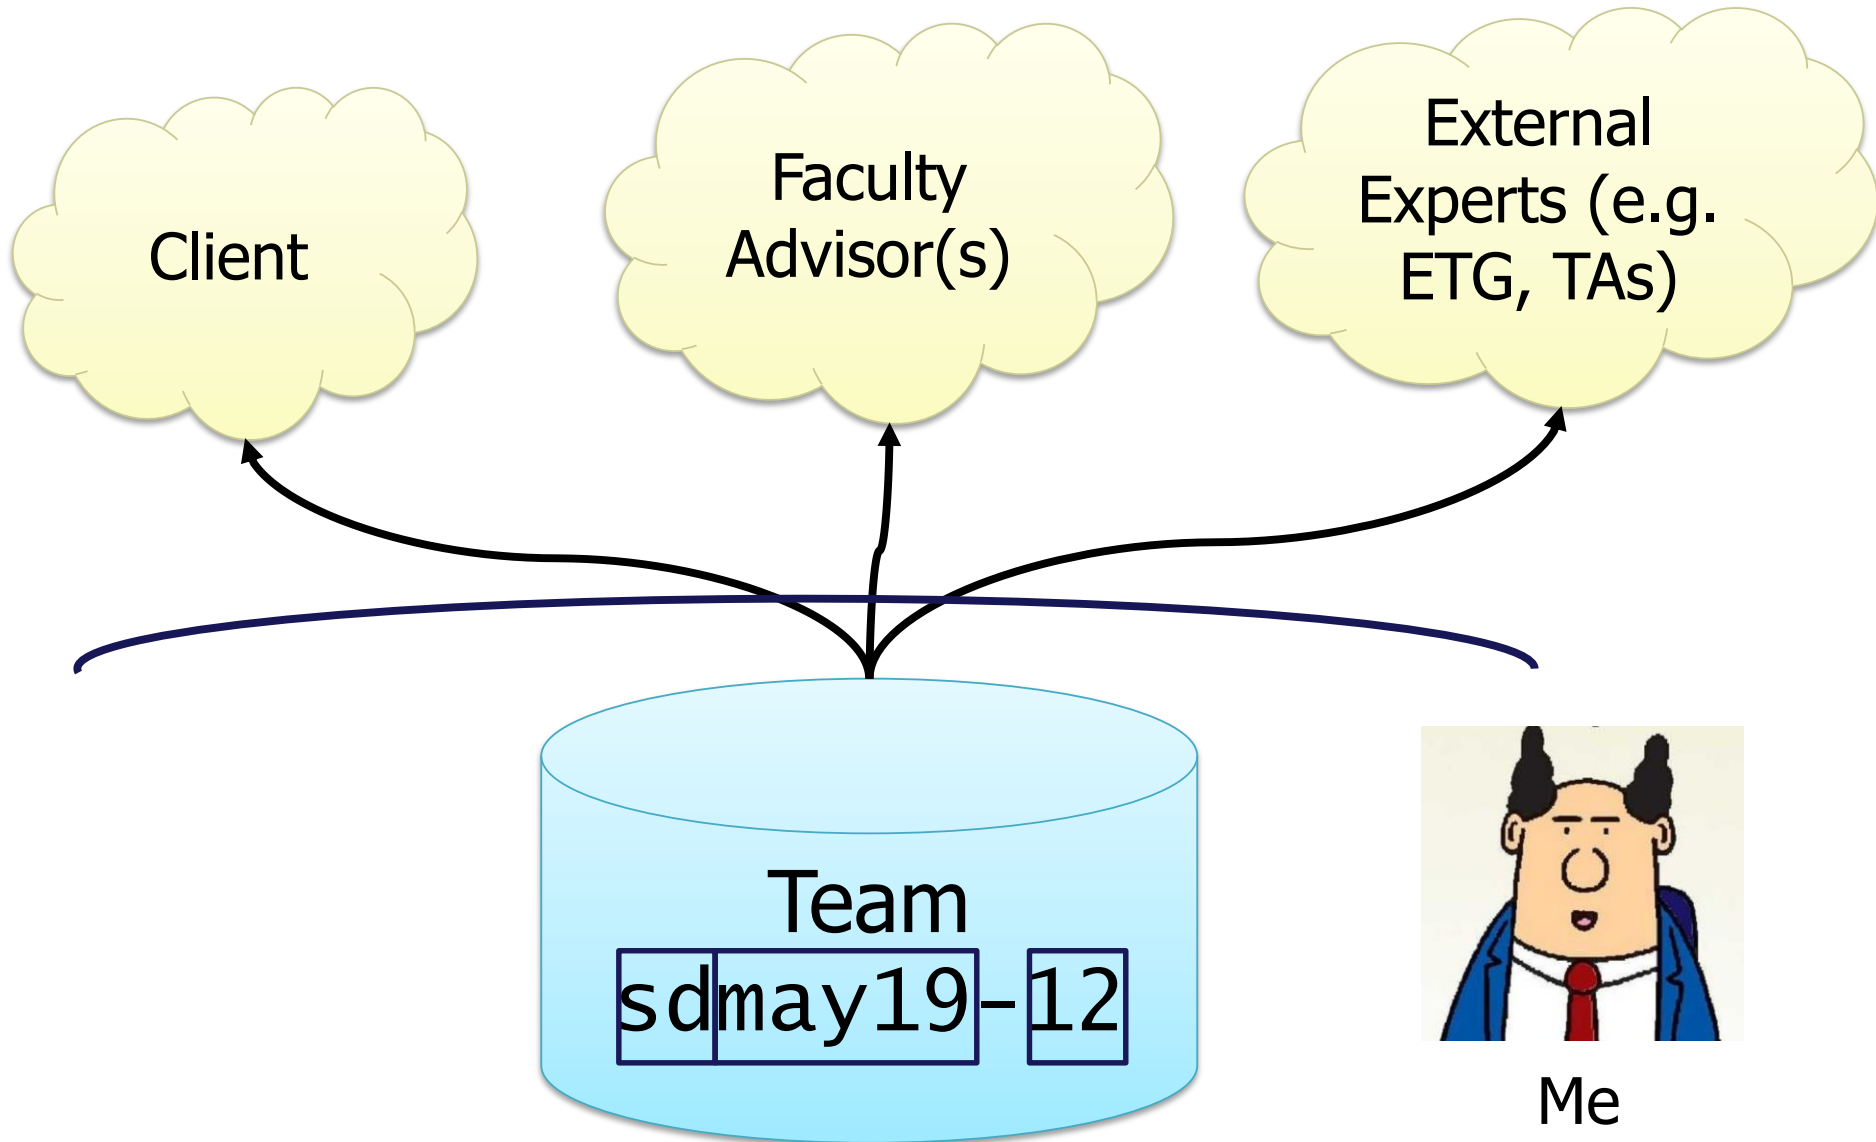 Client
Faculty
Advisor(s)
External
Experts (e.g.
ETG, TAs)
Team
sdmay19-12
Me